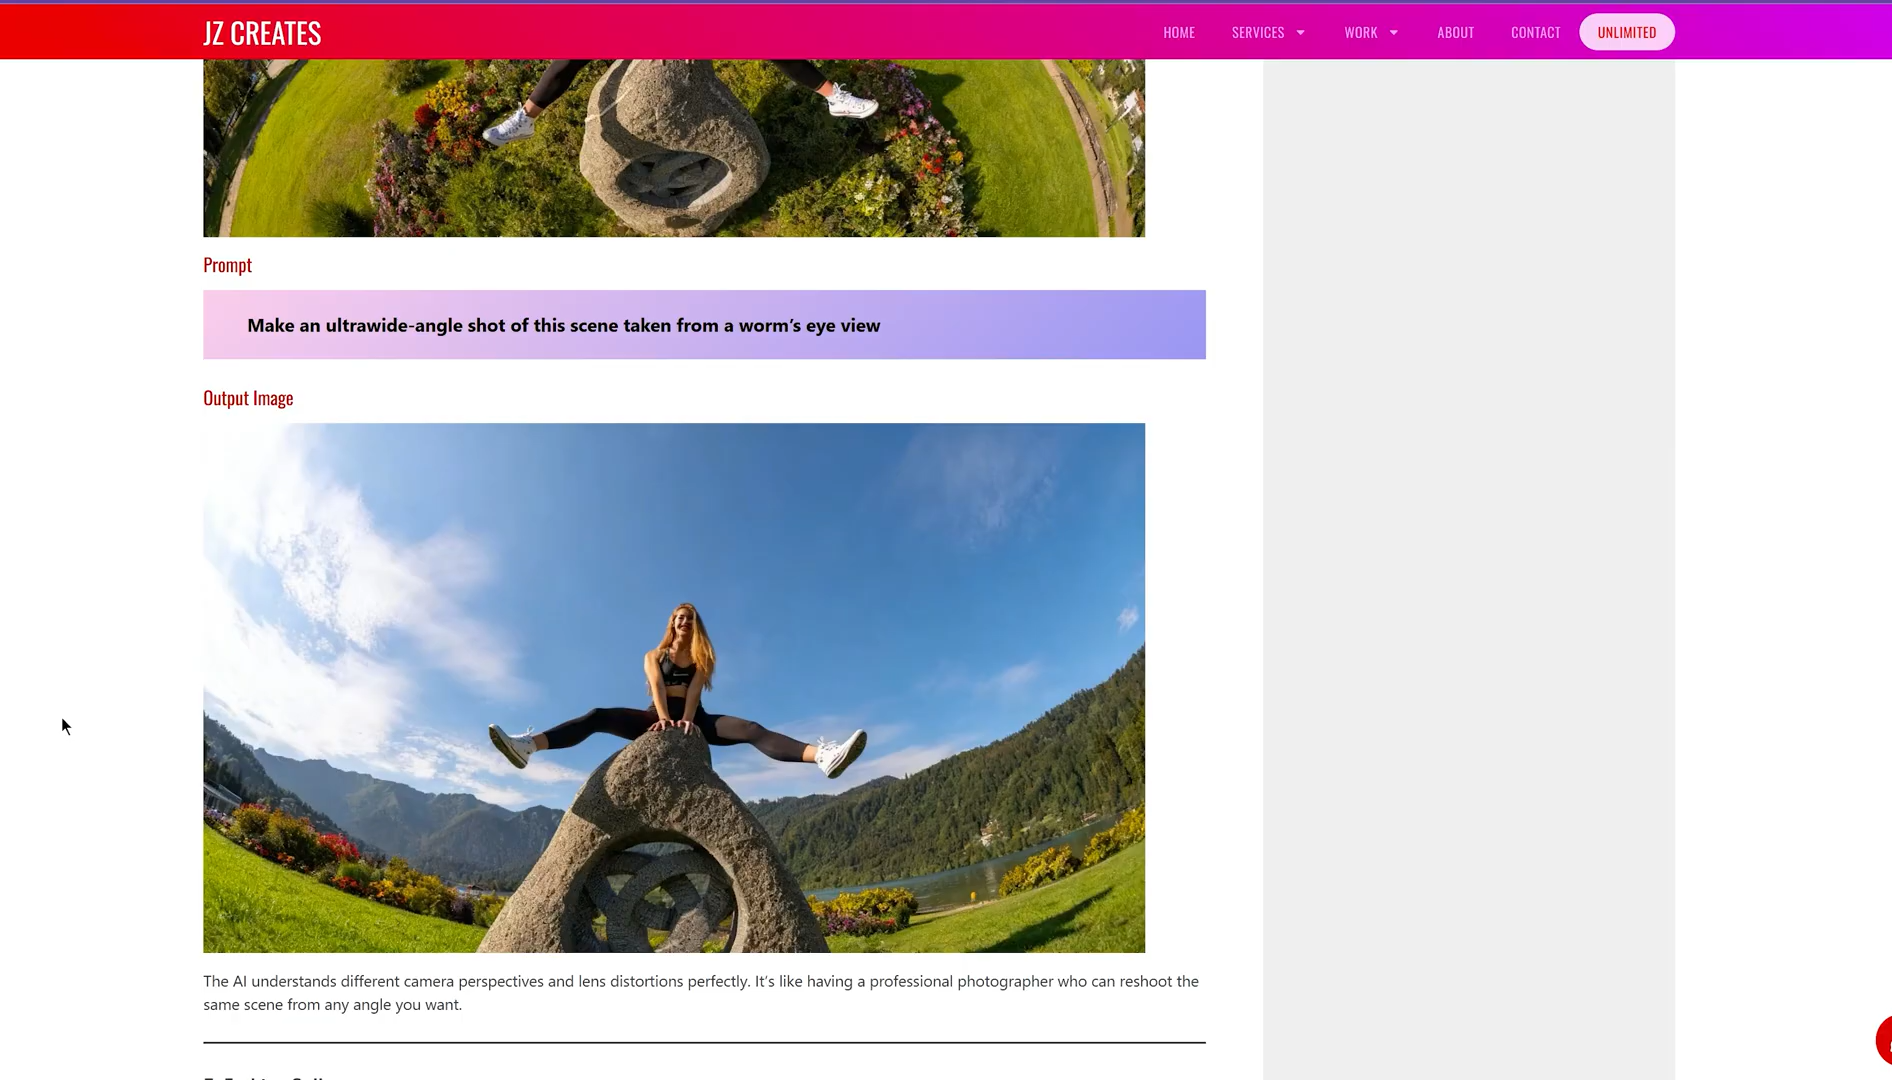 JZ CREATES
HOME SERVICES WORK ABOUT CONTACT UNLIMITED
Prompt
Make an ultrawide-angle shot of this scene taken from a worm’s eye view
Output Image
The AI understands different camera perspectives and lens distortions perfectly. It’s like having a professional photographer who can reshoot the
same scene from any angle you want.